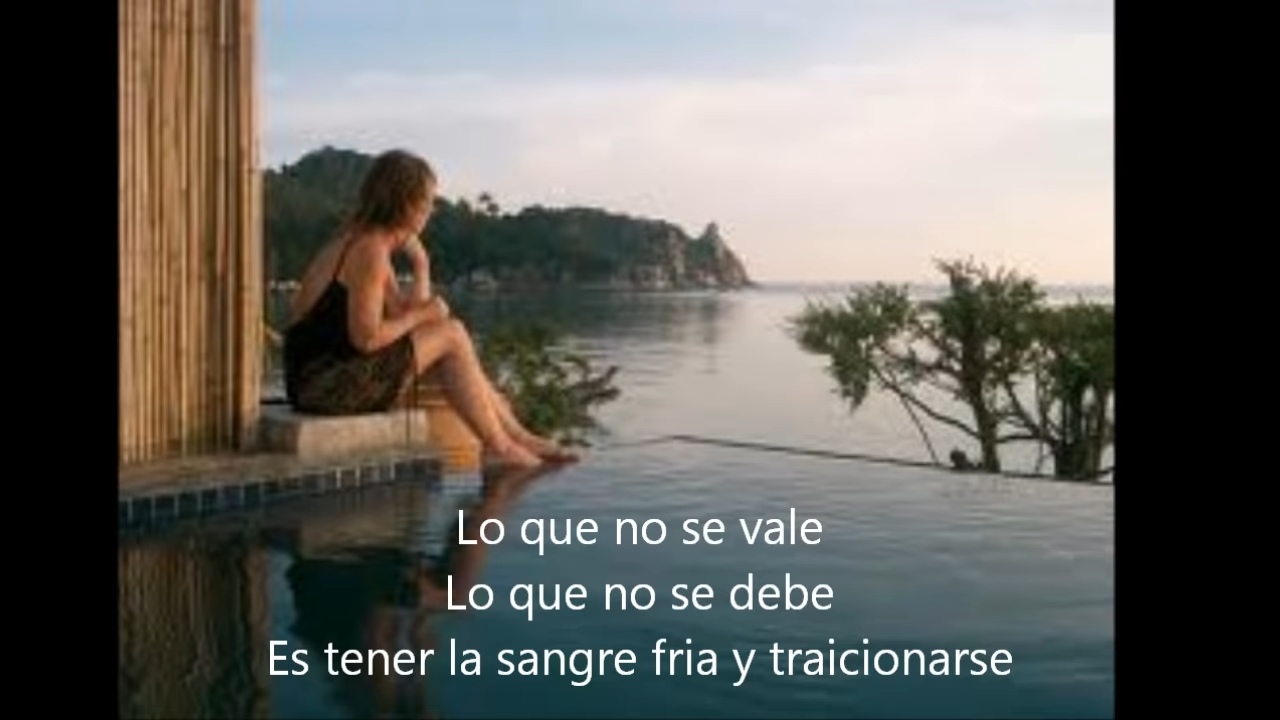 Lo que no se vale
Lo que no se debe
Es tener la sangre fria y traicionarse